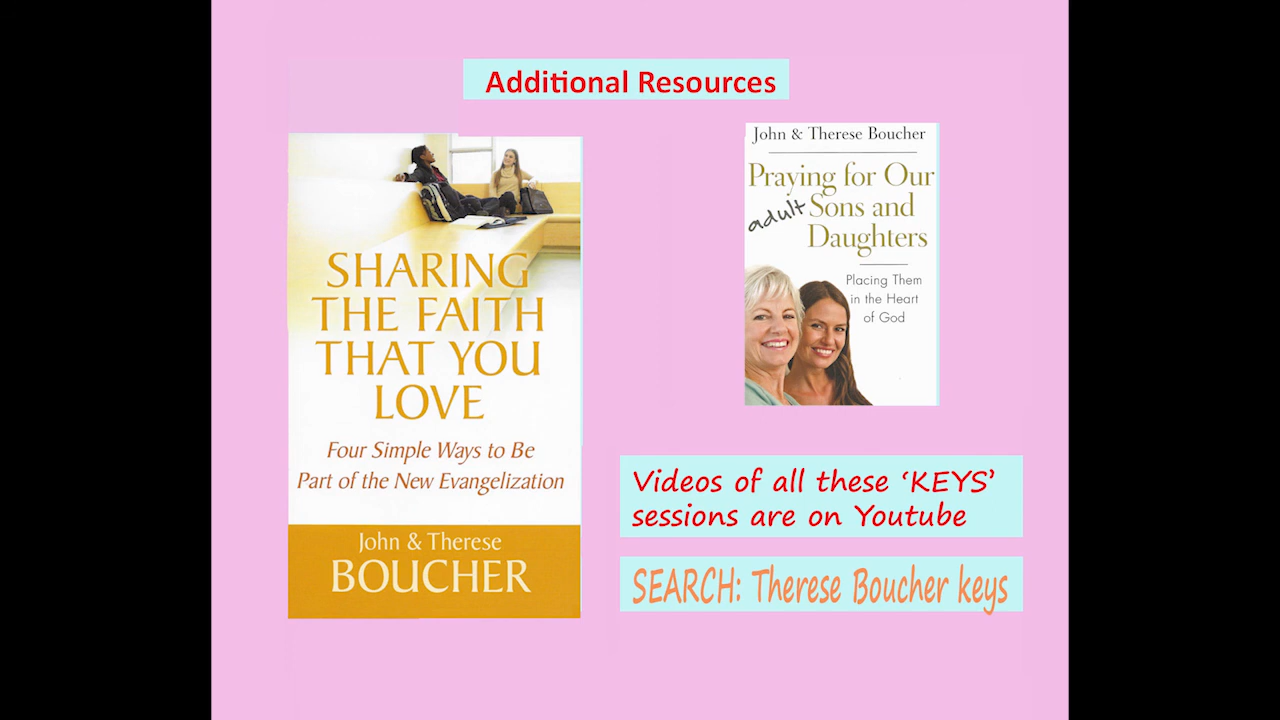 Additional Resources
SHARING
THE FAITH
THAT YOU
LOVE
Four Simple Ways to Be
Part of the New Evangelization
John & Therese
BOUCHER
John & Therese Boucher
Praying for Our
adult Sons and
Daughters
Placing Them
in the Heart
of God
Videos of all these ‘KEYS’
sessions are on Youtube
SEARCH: Therese Boucher keys